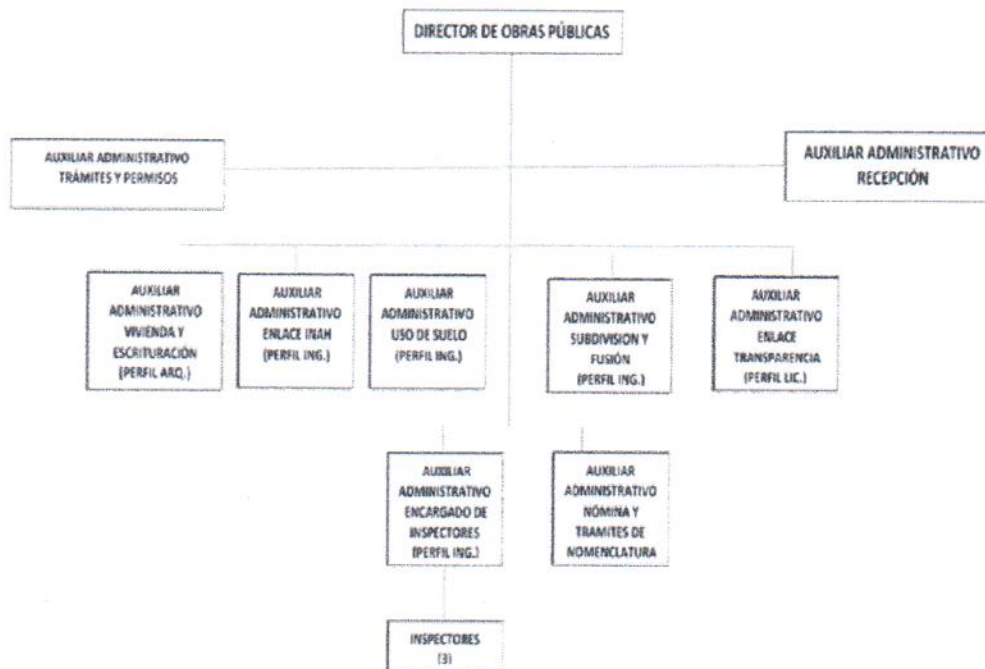 DIRECTOR DE OBRAS PÚBLICAS
AUXILIAR ADMINISTRATIVO
TRÁMITES Y PERMISOS
AUXILIAR ADMINISTRATIVO
RECEPCIÓN
AUXILIAR
ADMINISTRATIVO
VIVIENDA Y
ESCRITURACIÓN
(PERFIL ARQ.)
AUXILIAR
ADMINISTRATIVO
ENLACE INAH
(PERFIL ING.)
AUXILIAR
ADMINISTRATIVO
USO DE SUELO
(PERFIL ING.)
AUXILIAR
ADMINISTRATIVO
SUBDIVISION Y
FUSIÓN
(PERFIL ING.)
AUXILIAR
ADMINISTRATIVO
ENLACE
TRANSPARENCIA
(PERFIL LIC.)
AUXILIAR
ADMINISTRATIVO
ENCARGADO DE
INSPECTORES
(PERFIL ING.)
AUXILIAR
ADMINISTRATIVO
NÓMINA Y
TRAMITES DE
NOMENCLATURA
INSPECTORES
(3)